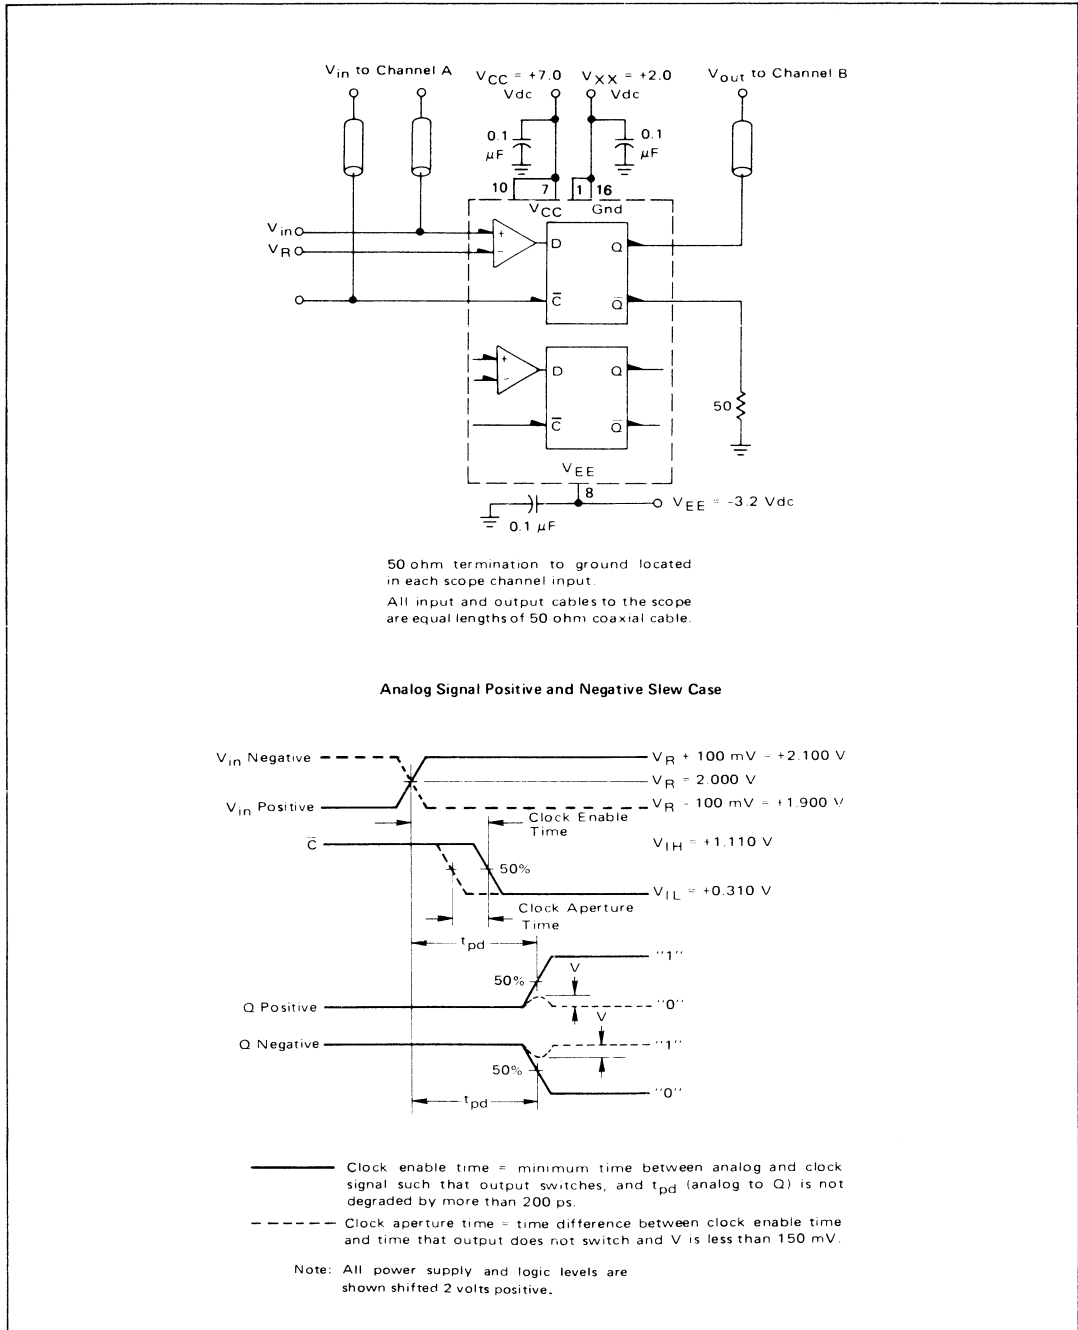 Vin to Channel A
VCC = +7.0
Vdc
VXX = +2.0
Vdc
Vout to Channel B
0.1
µF
0.1
µF
10
7
1
16
VCC
Gnd
Vin
VR
+
-
D
Q
C̅
Q̅
+
-
D
Q
C̅
Q̅
50
VEE
8
0.1 µF
VEE = -3.2 Vdc
50 ohm termination to ground located
in each scope channel input.
All input and output cables to the scope
are equal lengths of 50 ohm coaxial cable.
Analog Signal Positive and Negative Slew Case
Vin Negative
VR + 100 mV = +2.100 V
VR = 2.000 V
Vin Positive
VR - 100 mV = +1.900 V
Clock Enable
Time
C̅
VIH = +1.110 V
50%
VIL = +0.310 V
Clock Aperture
Time
tpd
"1"
50%
V
Q Positive
"0"
V
Q Negative
"1"
50%
"0"
tpd
Clock enable time = minimum time between analog and clock
signal such that output switches, and tpd (analog to Q) is not
degraded by more than 200 ps.
Clock aperture time = time difference between clock enable time
and time that output does not switch and V is less than 150 mV.
Note: All power supply and logic levels are
shown shifted 2 volts positive.